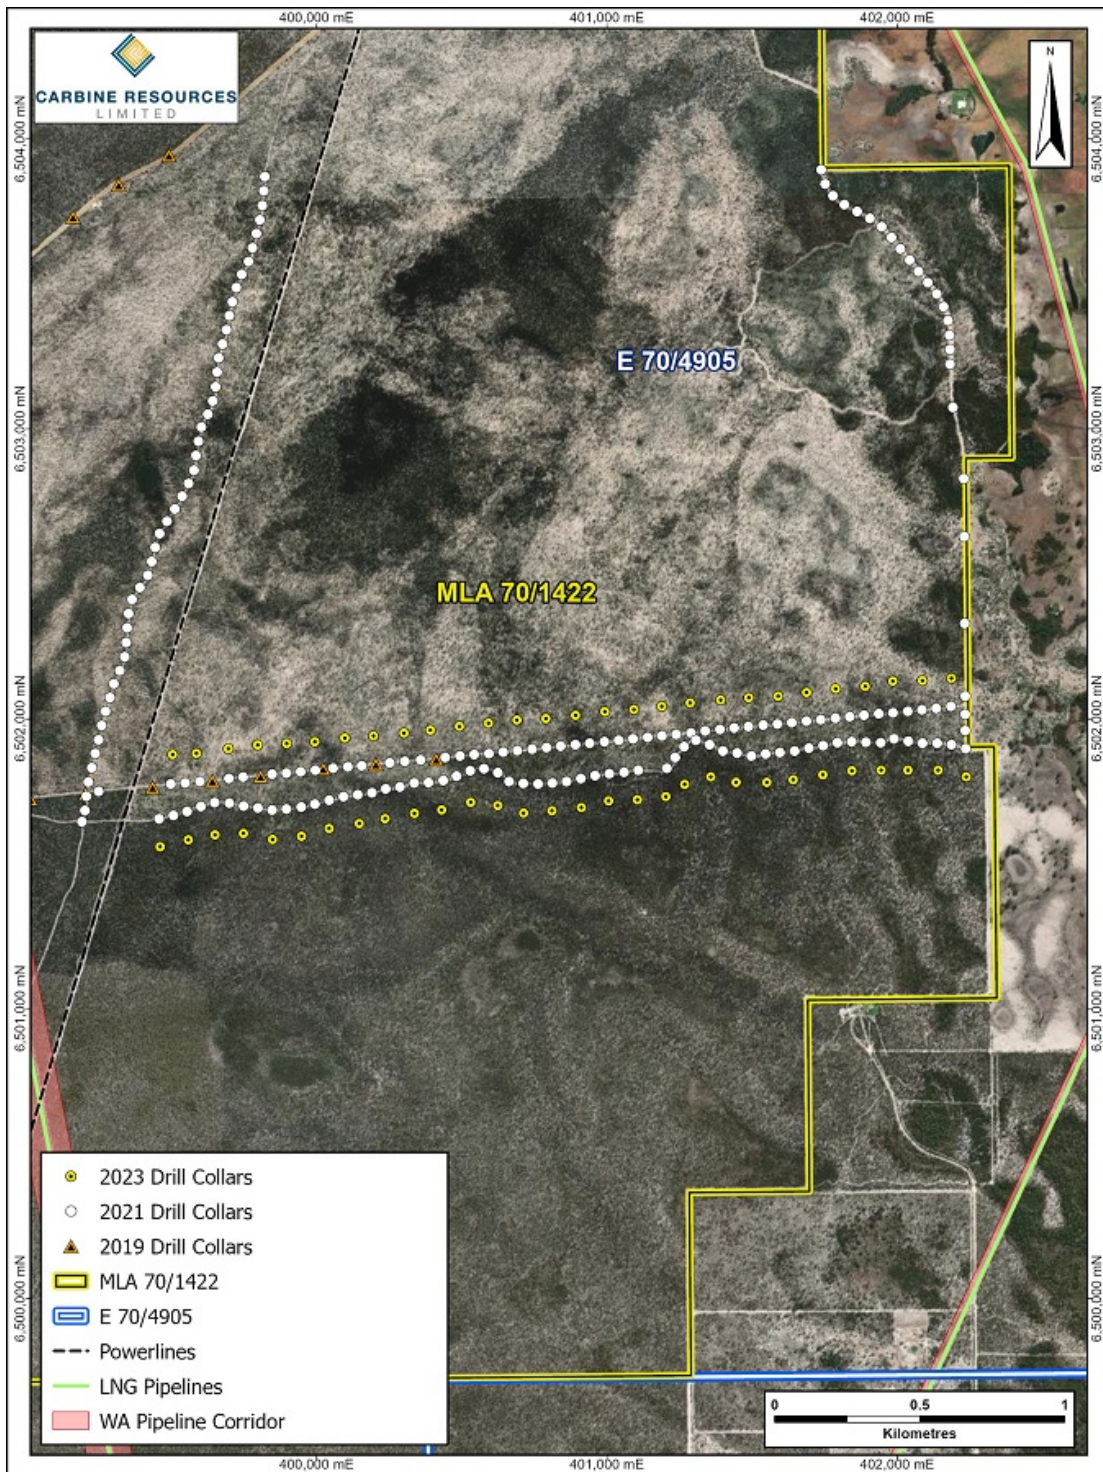 400,000 mE
401,000 mE
402,000 mE
CARBINE RESOURCES
LIMITED
N
6,504,000 mN
6,504,000 mN
E 70/4905
6,503,000 mN
6,503,000 mN
MLA 70/1422
6,502,000 mN
6,502,000 mN
6,501,000 mN
6,501,000 mN
2023 Drill Collars
2021 Drill Collars
2019 Drill Collars
MLA 70/1422
E 70/4905
Powerlines
LNG Pipelines
WA Pipeline Corridor
6,500,000 mN
6,500,000 mN
0 0.5 1
Kilometres
400,000 mE
401,000 mE
402,000 mE